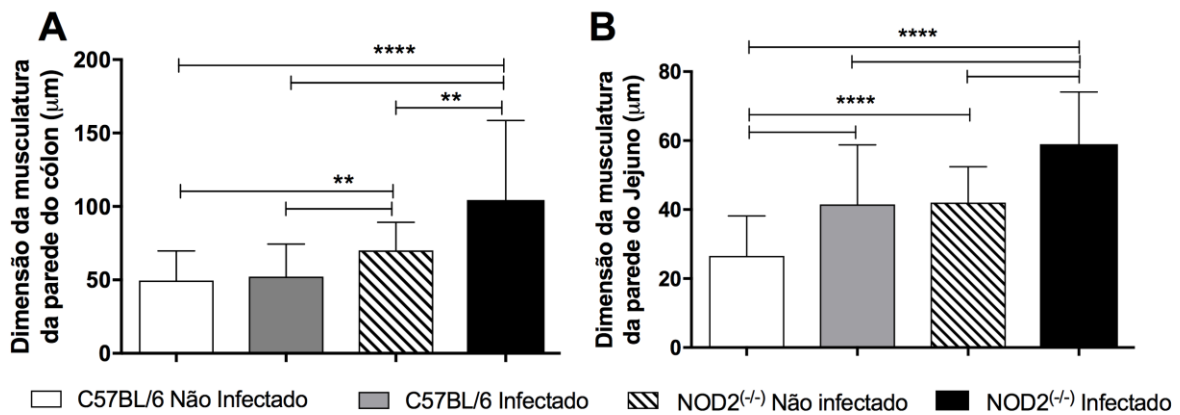 A
Dimensão da musculatura
da parede do cólon (μm)
200
150
100
50
0
****
**
**
B
Dimensão da musculatura
da parede do Jejuno (μm)
80
60
40
20
0
****
****
C57BL/6 Não Infectado
C57BL/6 Infectado
NOD2(-/-) Não infectado
NOD2(-/-) Infectado